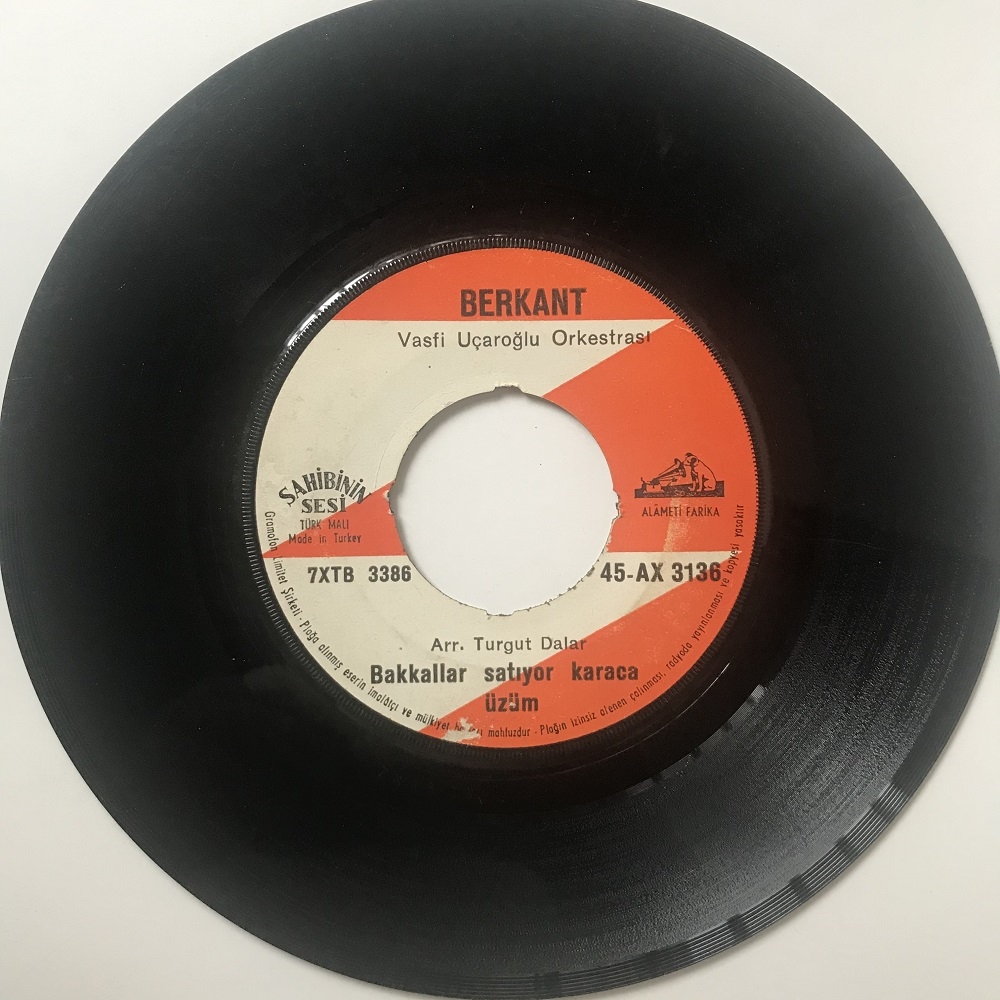 BERKANT
Vasfi Uçaroğlu Orkestrası
SAHİBİNİN
SESİ
TÜRK MALI
Made in Turkey
ALÂMETİ FARİKA
7XTB 3386
45-AX 3136
Arr. Turgut Dalar
Bakkallar satıyor karaca
üzüm
Gramofon Limitet Şirketi - Plağa alınmış eserin imalâtçı ve mülkiyet mahfuzdur - Plağın izinsiz alenen çalınması, radyoda yayınlanması ve kopyesi yasaktır